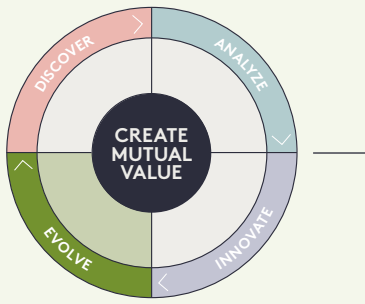 DISCOVER
ANALYZE
CREATE
MUTUAL
VALUE
EVOLVE
INNOVATE